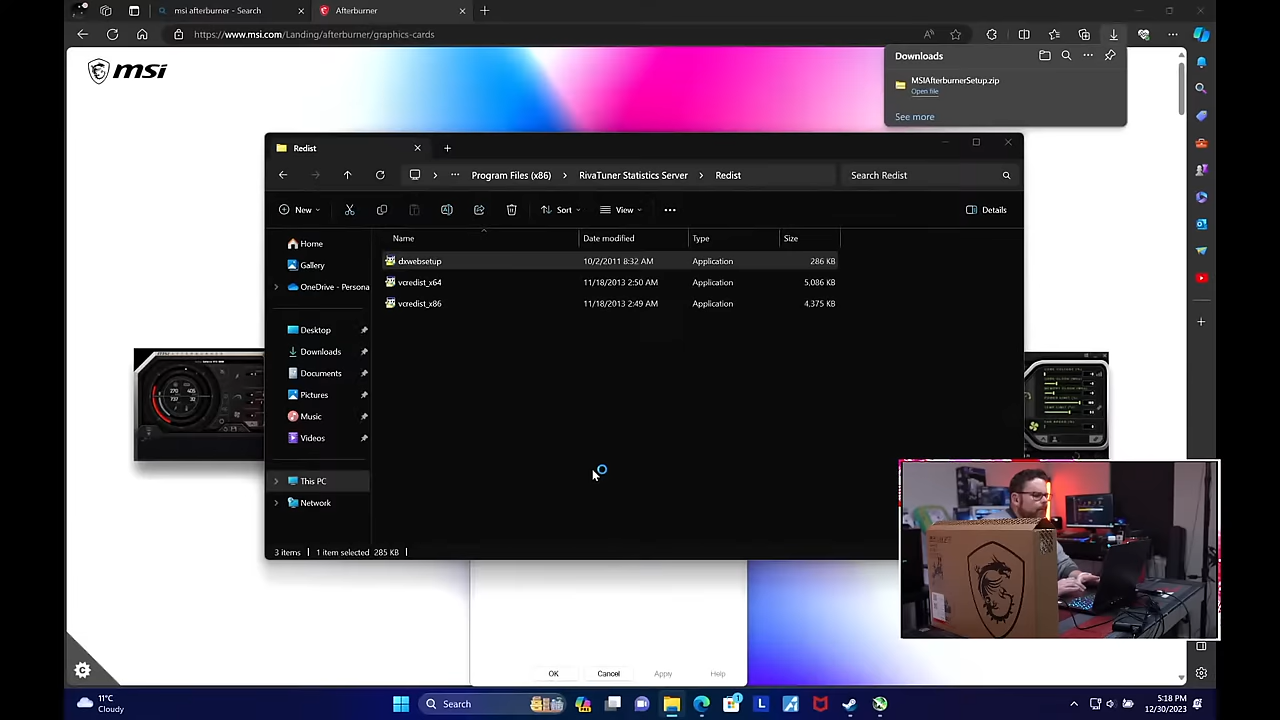 msi afterburner - Search
Afterburner
https://www.msi.com/Landing/afterburner/graphics-cards
msi
Downloads
MSIAfterburnerSetup.zip
Open file
See more
Redist
Program Files (x86) > RivaTuner Statistics Server > Redist
Search Redist
New
Sort
View
Details
Name Date modified Type Size
Home
Gallery
OneDrive - Persona
Desktop
Downloads
Documents
Pictures
Music
Videos
This PC
Network
dxwebsetup 10/2/2011 8:32 AM Application 286 KB
vcredist_x64 11/18/2013 2:50 AM Application 5,086 KB
vcredist_x86 11/18/2013 2:49 AM Application 4,375 KB
3 items 1 item selected 285 KB
OK Cancel Apply Help
11°C
Cloudy
Search
5:18 PM
12/30/2023